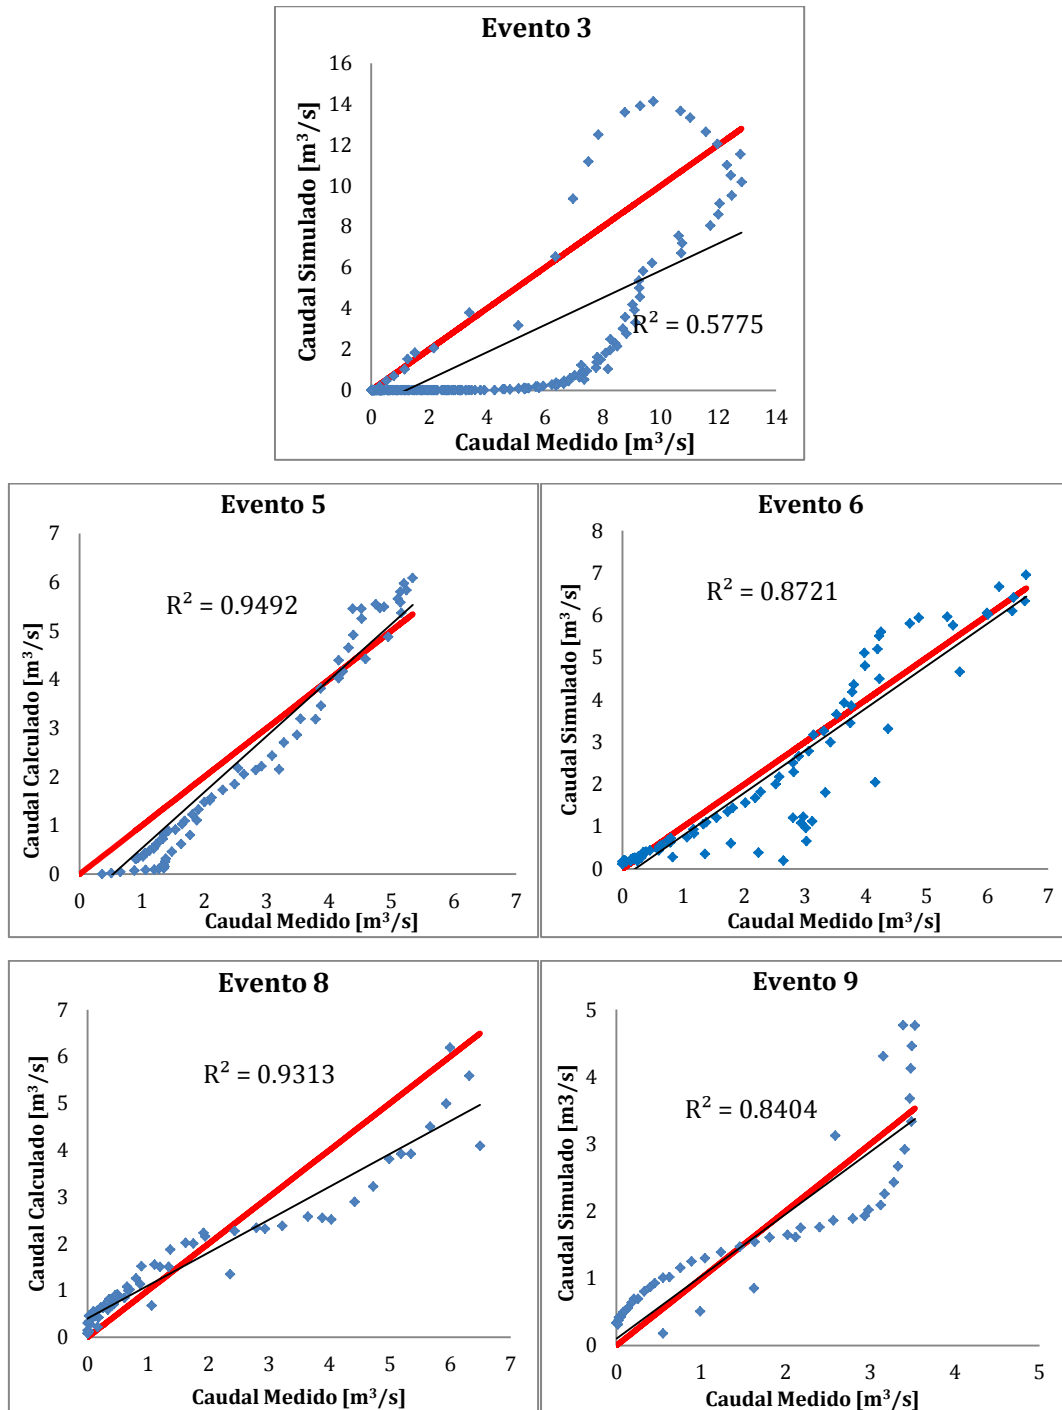 Evento 3
Caudal Simulado [m³/s]
16
14
12
10
8
6
4
2
0
R² = 0.5775
0 2 4 6 8 10 12 14
Caudal Medido [m³/s]
Evento 5
Caudal Calculado [m³/s]
7
6
5
4
3
2
1
0
R² = 0.9492
0 1 2 3 4 5 6 7
Caudal Medido [m³/s]
Evento 6
Caudal Simulado [m³/s]
8
7
6
5
4
3
2
1
0
R² = 0.8721
0 1 2 3 4 5 6 7
Caudal Medido [m³/s]
Evento 8
Caudal Calculado [m³/s]
7
6
5
4
3
2
1
0
R² = 0.9313
0 1 2 3 4 5 6 7
Caudal Medido [m³/s]
Evento 9
Caudal Simulado [m3/s]
5
4
3
2
1
0
R² = 0.8404
0 1 2 3 4 5
Caudal Medido [m³/s]